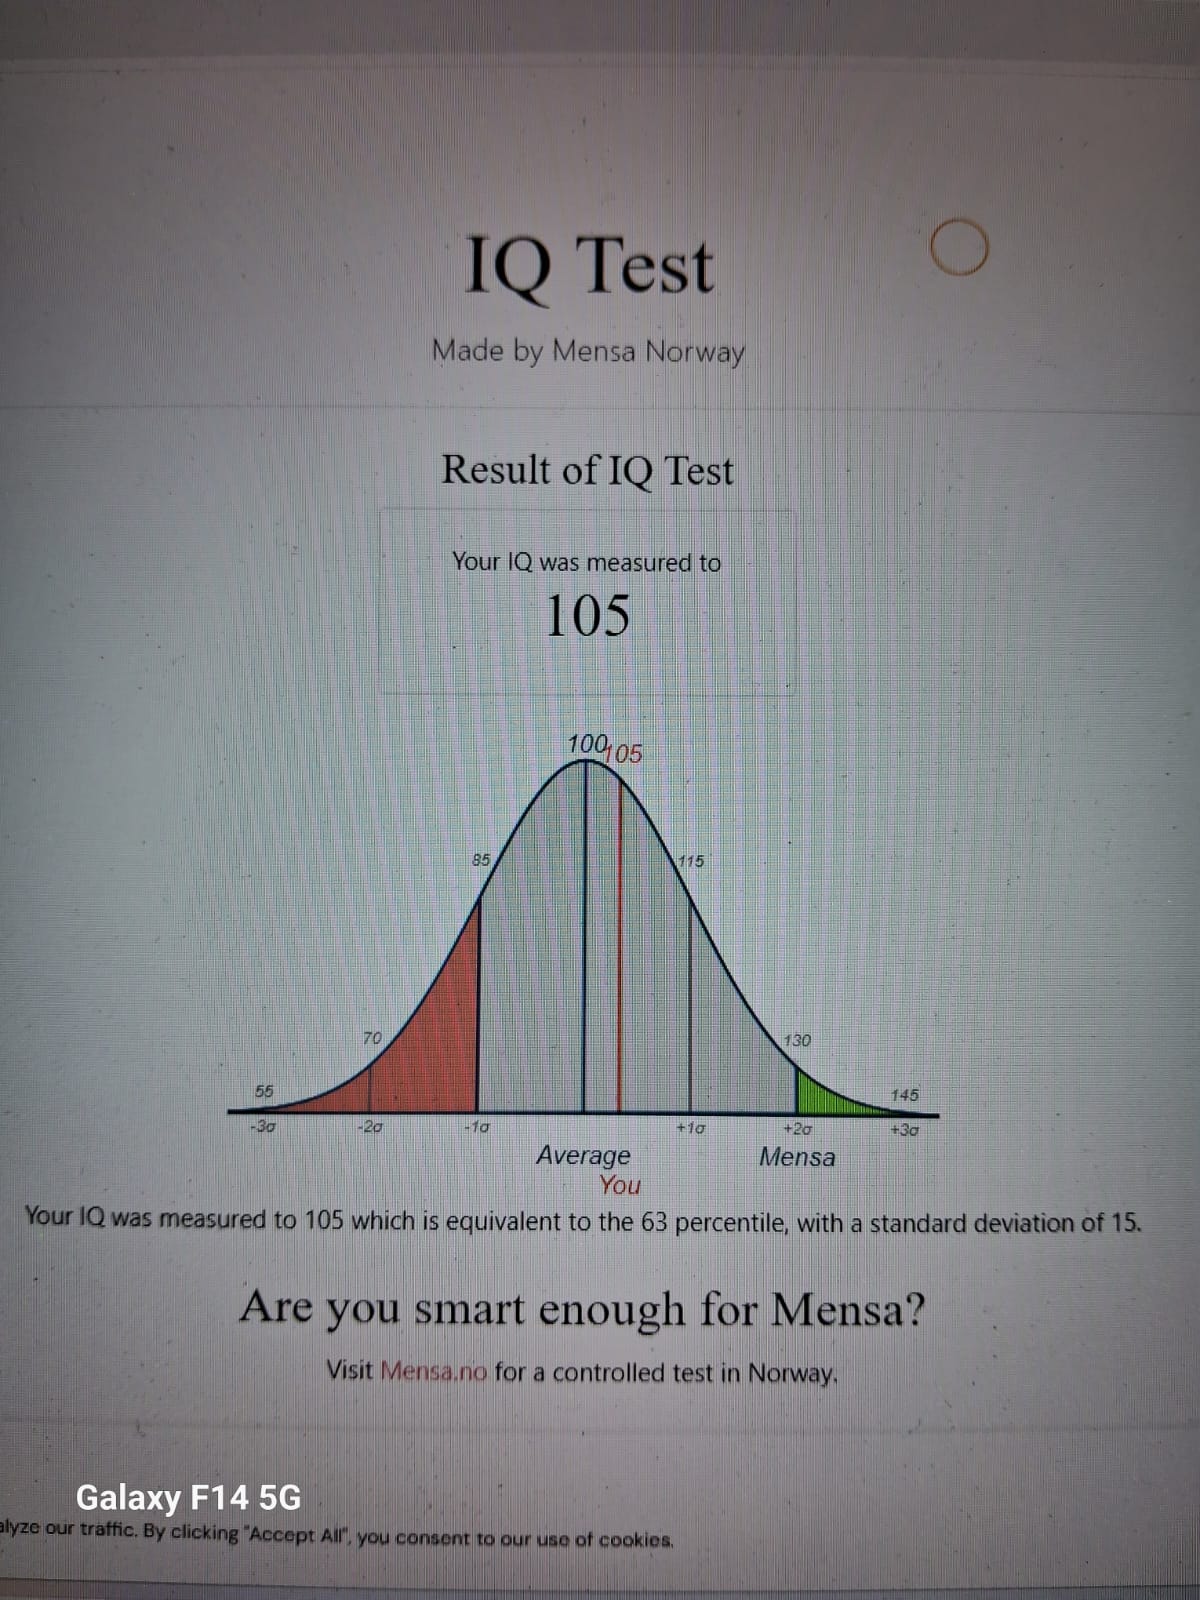 IQ Test
Made by Mensa Norway
Result of IQ Test
Your IQ was measured to
105
100
105
85
115
70
130
55
145
-3σ
-2σ
-1σ
+1σ
+2σ
+3σ
Average
Mensa
You
Your IQ was measured to 105 which is equivalent to the 63 percentile, with a standard deviation of 15.
Are you smart enough for Mensa?
Visit Mensa.no for a controlled test in Norway.
Galaxy F14 5G
alyze our traffic. By clicking "Accept All", you consent to our use of cookies.